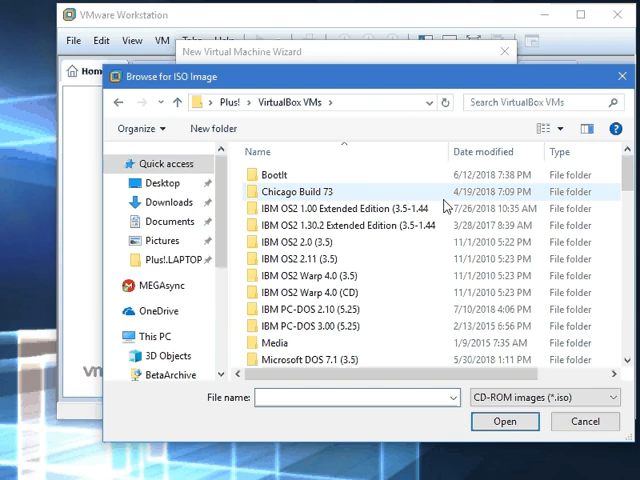 VMware Workstation
File Edit View VM
New Virtual Machine Wizard
Hom
Browse for ISO Image
Plus! > VirtualBox VMs >
Search VirtualBox VMs
Organize
New folder
Name Date modified Type
Quick access
Desktop
Downloads
Documents
Pictures
Plus!.LAPTOP
MEGAsync
OneDrive
This PC
3D Objects
BetaArchive
BootIt 6/12/2018 7:38 PM File folder
Chicago Build 73 4/19/2018 7:09 PM File folder
IBM OS2 1.00 Extended Edition (3.5-1.44 7/26/2018 10:35 AM File folder
IBM OS2 1.30.2 Extended Edition (3.5-1.44 3/28/2017 8:39 AM File folder
IBM OS2 2.0 (3.5) 11/1/2010 5:22 PM File folder
IBM OS2 2.11 (3.5) 11/1/2010 5:23 PM File folder
IBM OS2 Warp 4.0 (3.5) 11/1/2010 5:23 PM File folder
IBM OS2 Warp 4.0 (CD) 11/1/2010 5:23 PM File folder
IBM PC-DOS 2.10 (5.25) 7/10/2018 4:06 PM File folder
IBM PC-DOS 3.00 (5.25) 2/13/2015 6:56 PM File folder
Media 1/9/2015 7:35 AM File folder
Microsoft DOS 7.1 (3.5) 5/30/2018 1:11 PM File folder
vm
File name:
CD-ROM images (*.iso)
Open Cancel